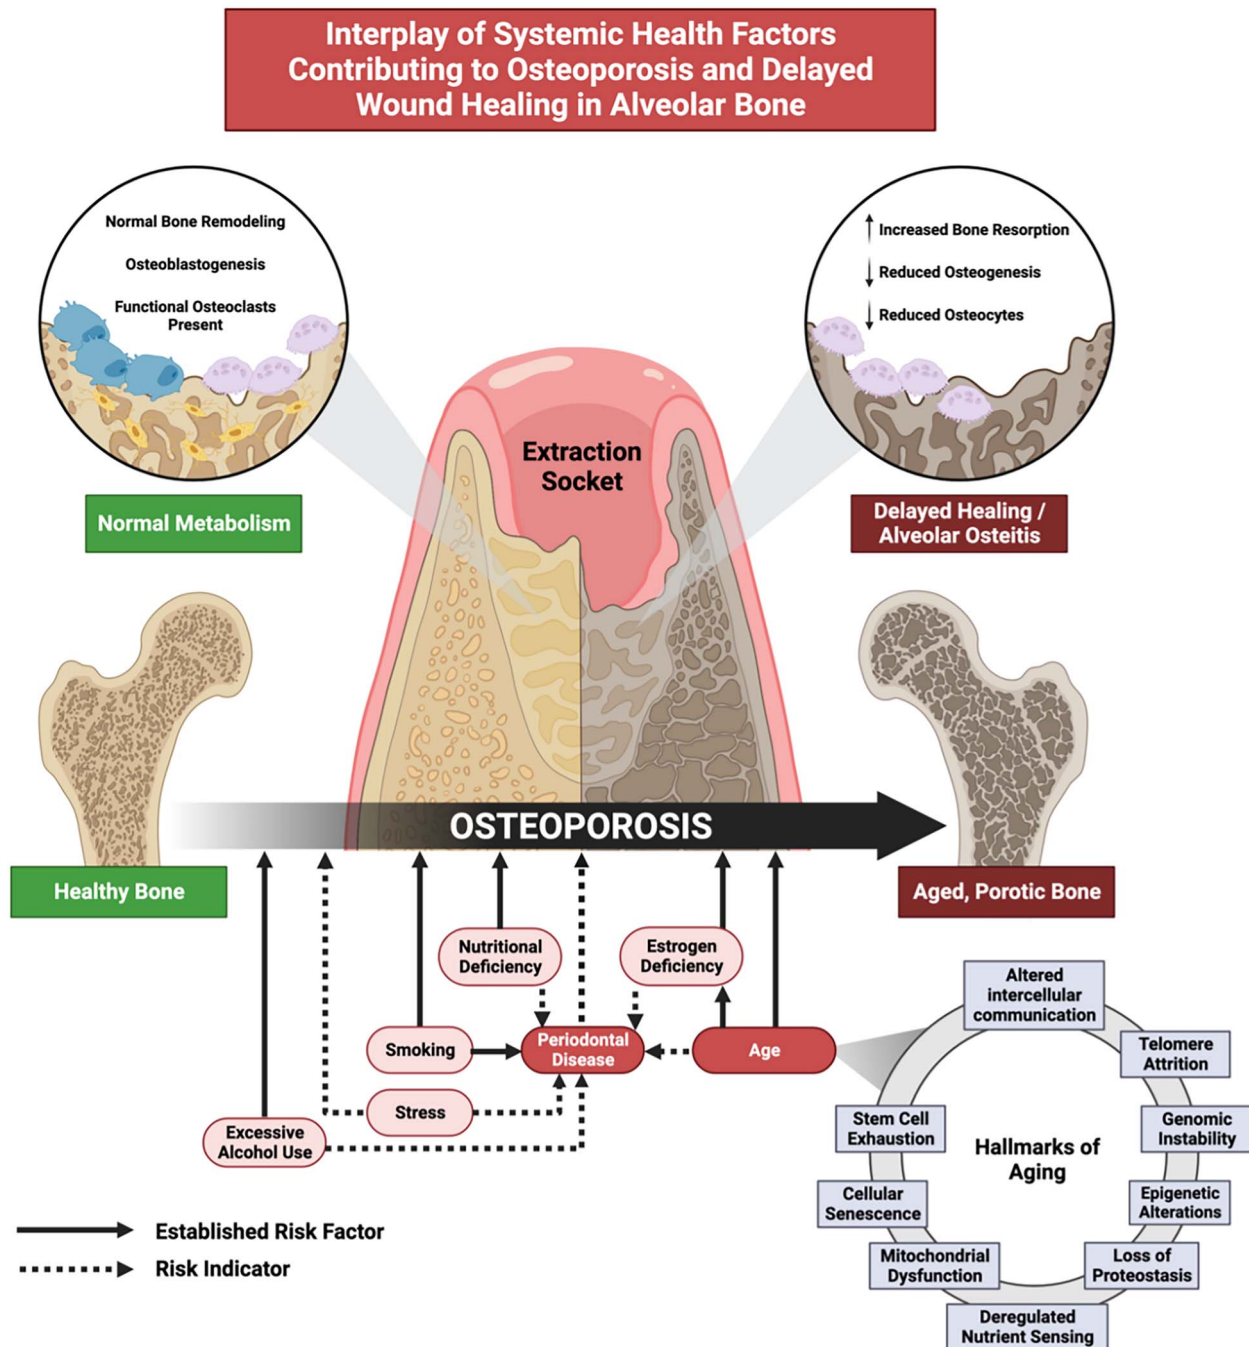 Interplay of Systemic Health Factors
Contributing to Osteoporosis and Delayed
Wound Healing in Alveolar Bone
Normal Bone Remodeling
Osteoblastogenesis
Functional Osteoclasts
Present
Increased Bone Resorption
Reduced Osteogenesis
Reduced Osteocytes
Extraction
Socket
Normal Metabolism
Delayed Healing /
Alveolar Osteitis
OSTEOPOROSIS
Healthy Bone
Aged, Porotic Bone
Nutritional
Deficiency
Estrogen
Deficiency
Smoking
Periodontal
Disease
Age
Stress
Excessive
Alcohol Use
Altered
intercellular
communication
Telomere
Attrition
Stem Cell
Exhaustion
Genomic
Instability
Hallmarks of
Aging
Cellular
Senescence
Epigenetic
Alterations
Mitochondrial
Dysfunction
Loss of
Proteostasis
Deregulated
Nutrient Sensing
Established Risk Factor
Risk Indicator